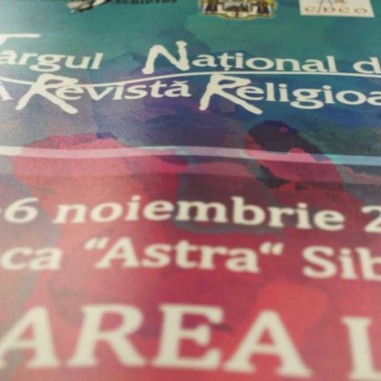 Târgul Național d
Revistă Religioa
6 noiembrie 2
ca “Astra“ Sib
AREA L